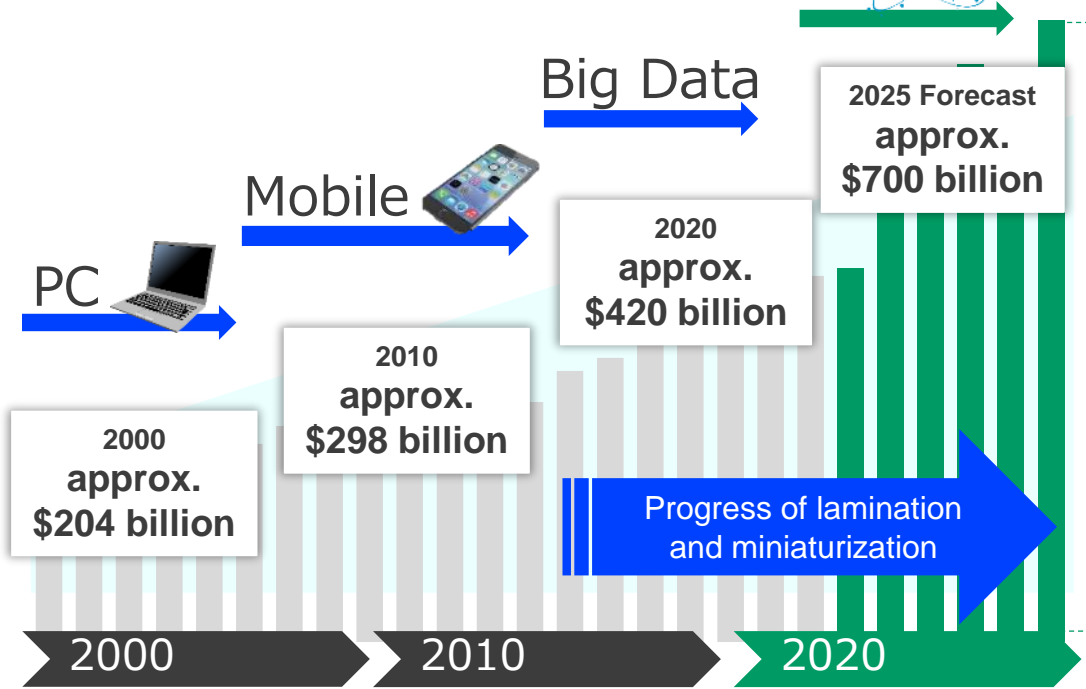 Big Data
2025 Forecast
approx.
$700 billion
Mobile
2020
approx.
$420 billion
PC
2010
approx.
$298 billion
2000
approx.
$204 billion
Progress of lamination
and miniaturization
2000
2010
2020